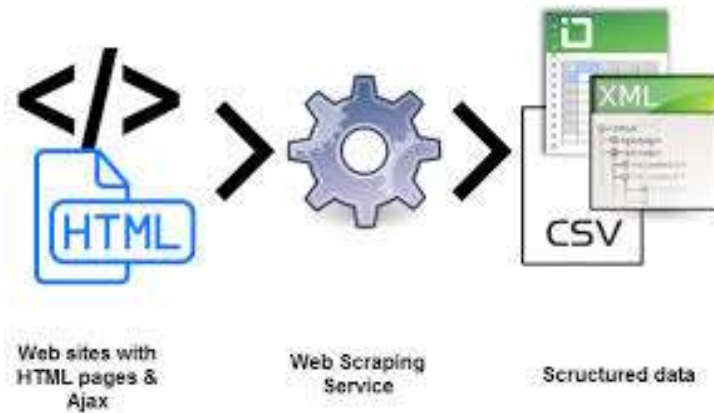 </>
HTML
XML
CSV
Web sites with
HTML pages &
Ajax
Web Scraping
Service
Scructured data